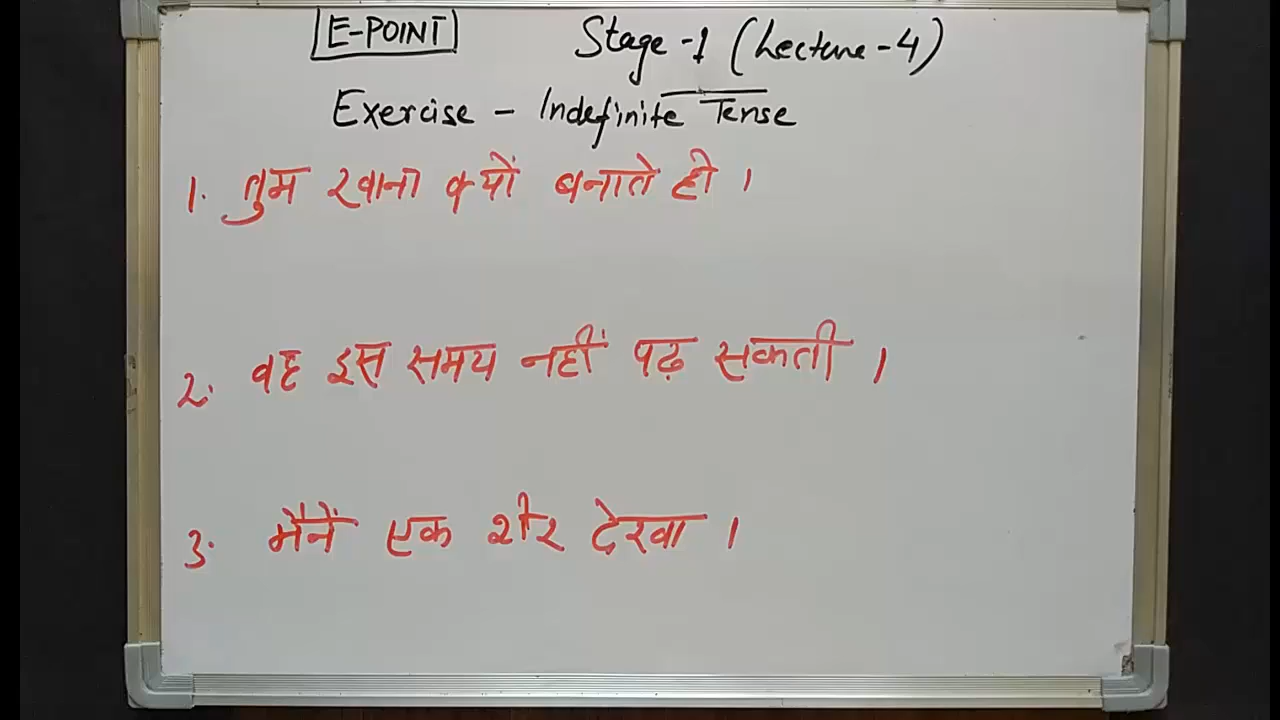 E-POINT Stage-1 (Lecture-4)
Exercise - Indefinite Tense
1. तुम खाना क्यों बनाते हो ।
2. वह इस समय नहीं पढ़ सकती ।
3. मैंनें एक शेर देखा ।